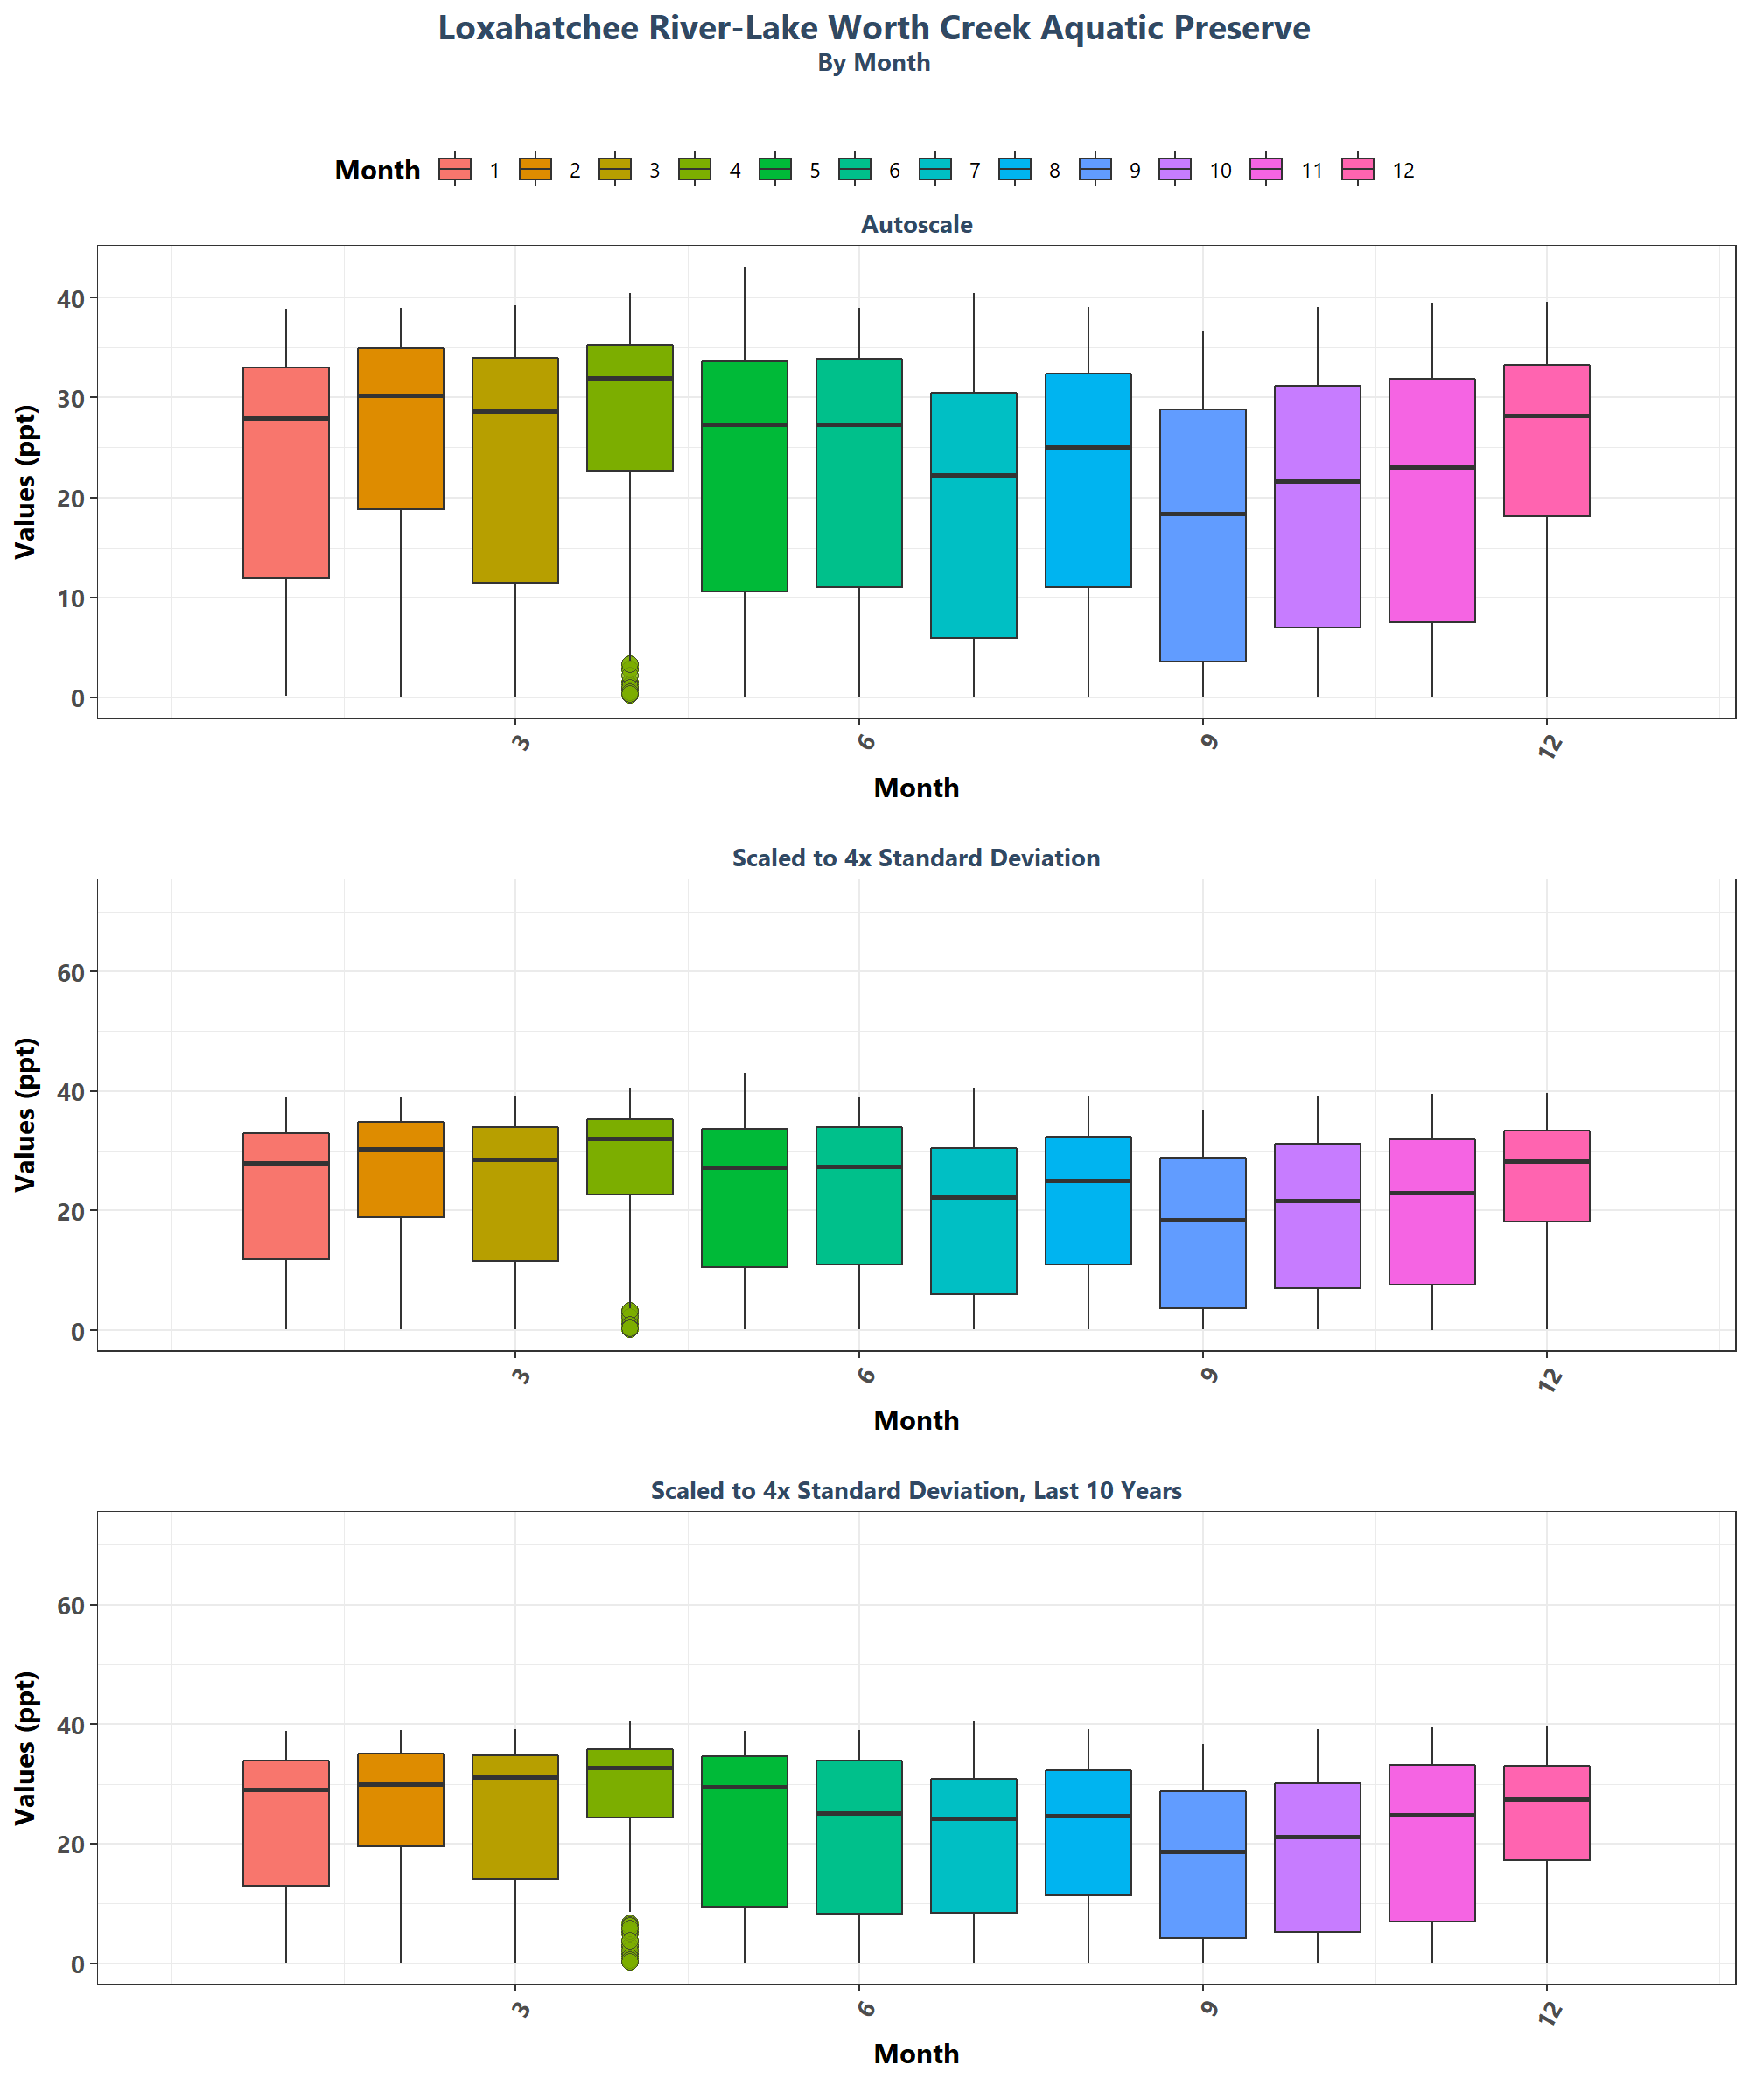 Loxahatchee River-Lake Worth Creek Aquatic Preserve
By Month
Month 1 2 3 4 5 6 7 8 9 10 11 12
Autoscale
Values (ppt)
40
30
20
10
0
3 6 9 12
Month
Scaled to 4x Standard Deviation
Values (ppt)
60
40
20
0
3 6 9 12
Month
Scaled to 4x Standard Deviation, Last 10 Years
Values (ppt)
60
40
20
0
3 6 9 12
Month